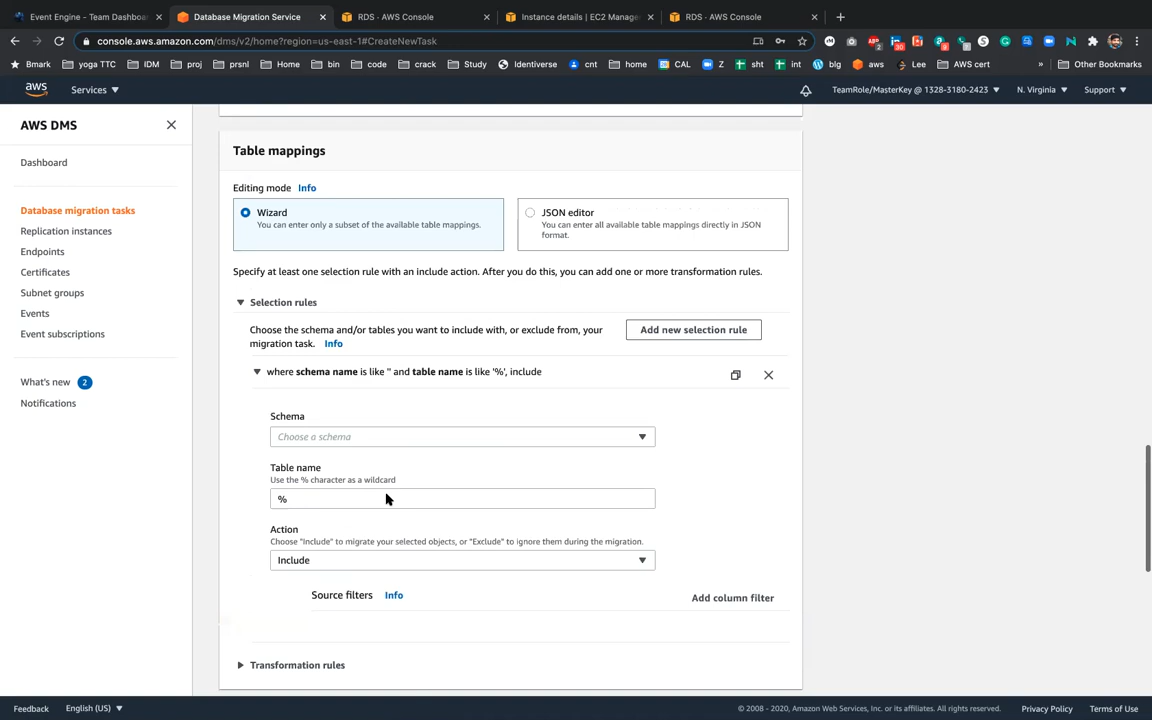 Event Engine - Team Dashboa
Database Migration Service
RDS - AWS Console
Instance details | EC2 Manage
RDS - AWS Console
console.aws.amazon.com/dms/v2/home?region=us-east-1#CreateNewTask
Bmark yoga TTC IDM proj prsnl Home bin code crack Study Identiverse cnt home CAL Z sht int blg aws Lee AWS cert » Other Bookmarks
aws Services TeamRole/MasterKey @ 1328-3180-2423 N. Virginia Support
AWS DMS
Dashboard
Database migration tasks
Replication instances
Endpoints
Certificates
Subnet groups
Events
Event subscriptions
What's new 2
Notifications
Table mappings
Editing mode Info
Wizard
You can enter only a subset of the available table mappings.
JSON editor
You can enter all available table mappings directly in JSON
format.
Specify at least one selection rule with an include action. After you do this, you can add one or more transformation rules.
Selection rules
Choose the schema and/or tables you want to include with, or exclude from, your
migration task. Info
Add new selection rule
where schema name is like '' and table name is like '%', include
Schema
Choose a schema
Table name
Use the % character as a wildcard
%
Action
Choose "Include" to migrate your selected objects, or "Exclude" to ignore them during the migration.
Include
Source filters Info
Add column filter
Transformation rules
Feedback English (US) © 2008 - 2020, Amazon Web Services, Inc. or its affiliates. All rights reserved. Privacy Policy Terms of Use